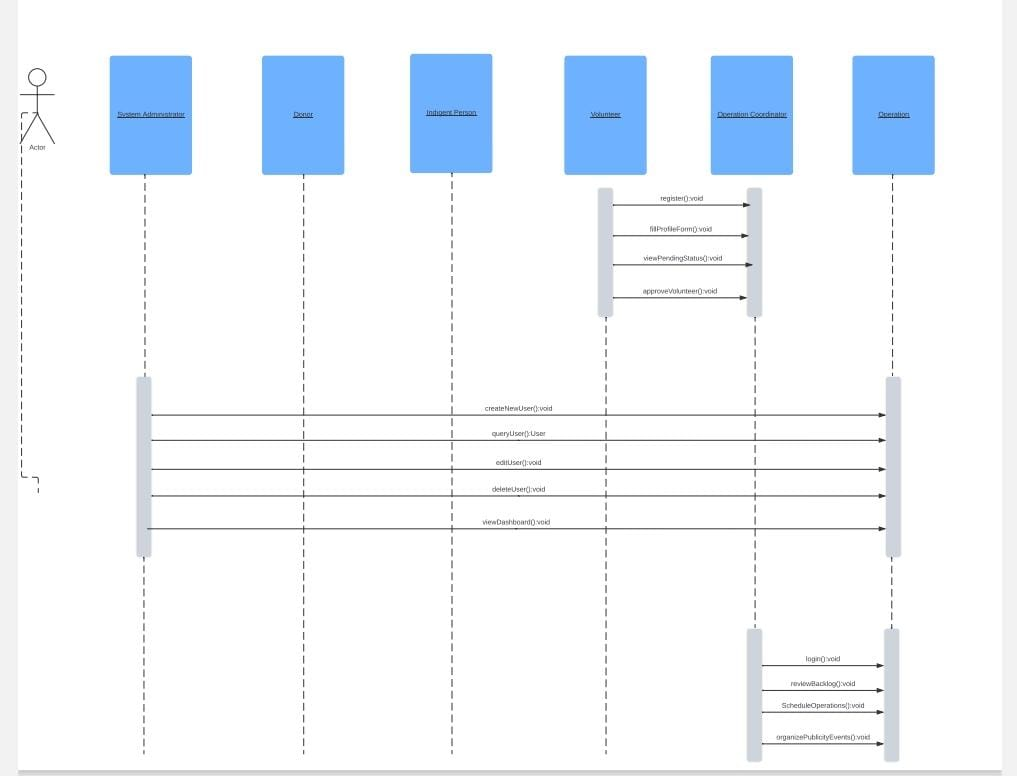 Actor
System Administrator
Donor
Indigent Person
Volunteer
Operation Coordinator
Operation
register():void
fillProfileForm():void
viewPendingStatus():void
approveVolunteer():void
createNewUser():void
queryUser():User
editUser():void
deleteUser():void
viewDashboard():void
login():void
reviewBacklog():void
ScheduleOperations():void
organizePublicityEvents():void